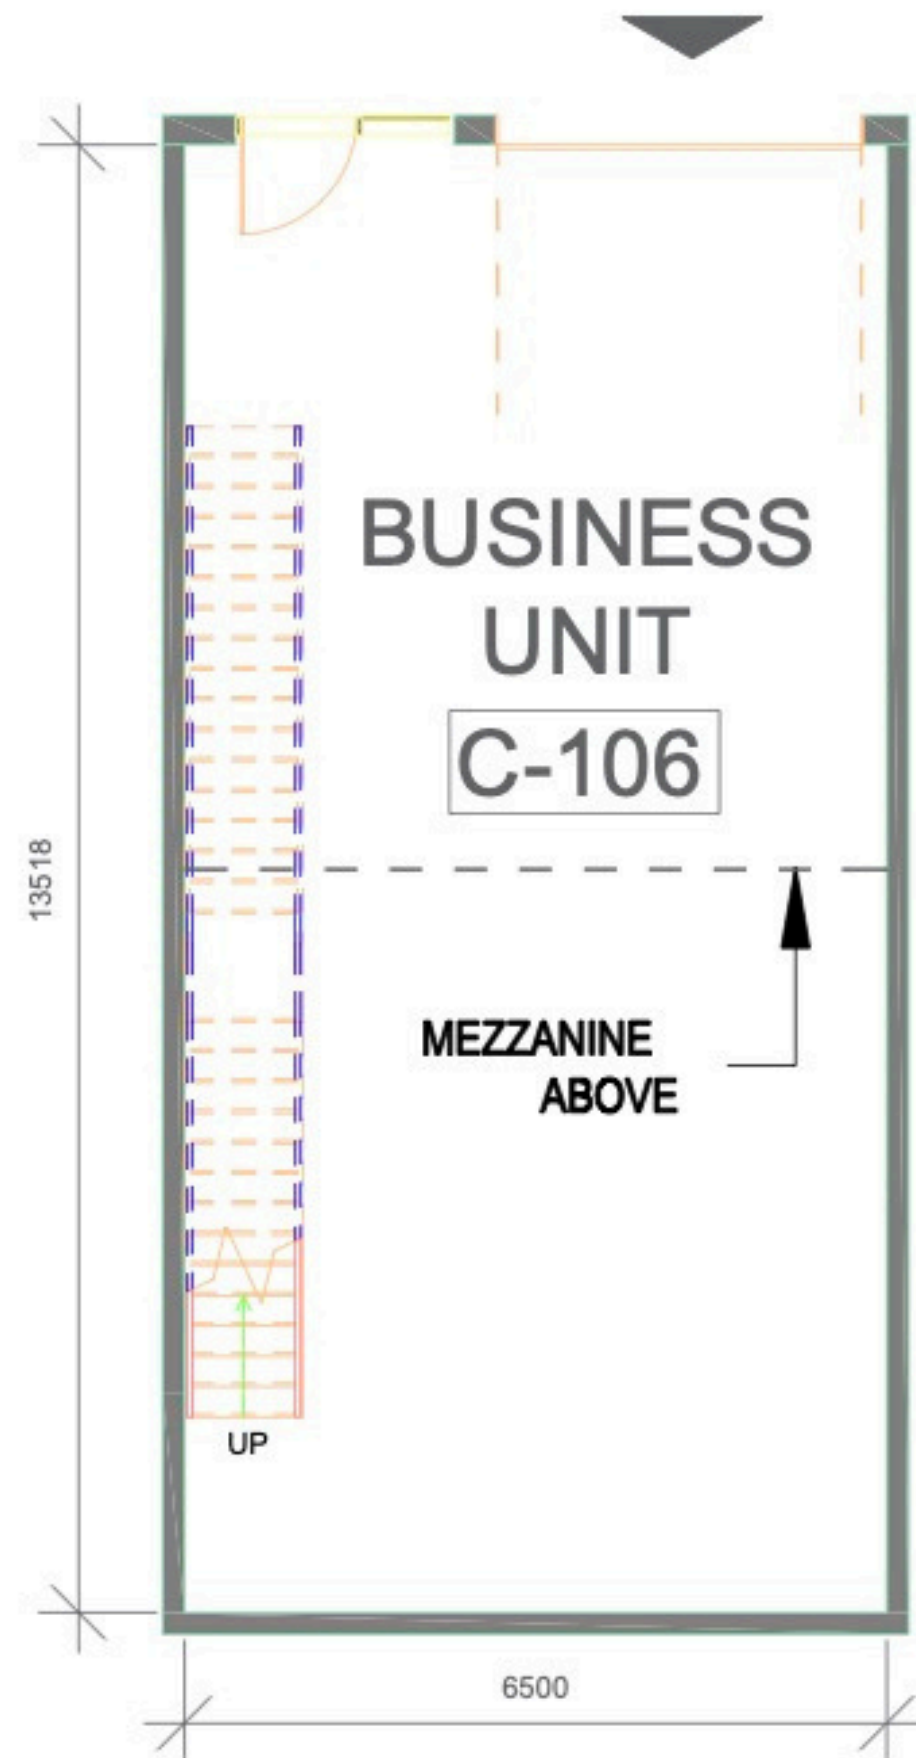 BUSINESS
UNIT
C-106
13518
MEZZANINE
ABOVE
UP
6500